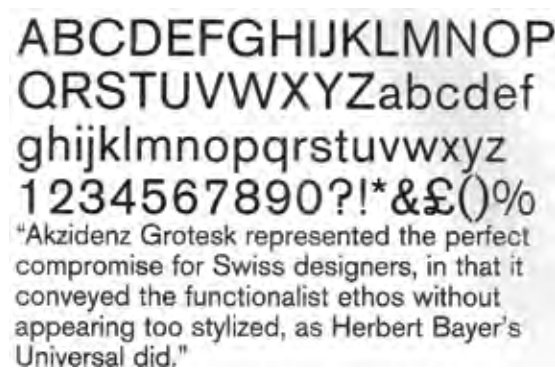 ABCDEFGHIJKLMNOP
QRSTUVWXYZabcdef
ghijklmnopqrstuvwxyz
1234567890?!*&£()%
“Akzidenz Grotesk represented the perfect
compromise for Swiss designers, in that it
conveyed the functionalist ethos without
appearing too stylized, as Herbert Bayer’s
Universal did.”